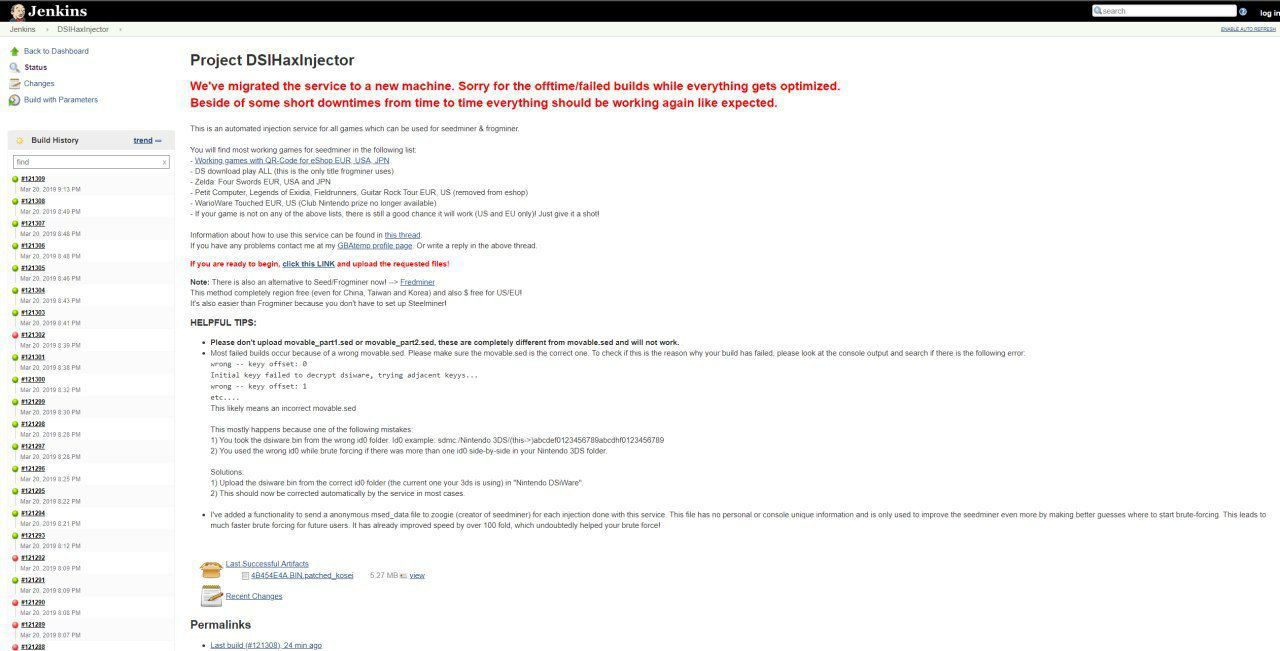 Jenkins
search
log in
Jenkins
DSIHaxInjector
ENABLE AUTO REFRESH
Back to Dashboard
Status
Changes
Build with Parameters
Build History
trend
find
x
#121309
Mar 20, 2019 9:13 PM
#121308
Mar 20, 2019 8:49 PM
#121307
Mar 20, 2019 8:48 PM
#121306
Mar 20, 2019 8:48 PM
#121305
Mar 20, 2019 8:46 PM
#121304
Mar 20, 2019 8:43 PM
#121303
Mar 20, 2019 8:41 PM
#121302
Mar 20, 2019 8:39 PM
#121301
Mar 20, 2019 8:38 PM
#121300
Mar 20, 2019 8:32 PM
#121299
Mar 20, 2019 8:30 PM
#121298
Mar 20, 2019 8:28 PM
#121297
Mar 20, 2019 8:26 PM
#121296
Mar 20, 2019 8:25 PM
#121295
Mar 20, 2019 8:22 PM
#121294
Mar 20, 2019 8:21 PM
#121293
Mar 20, 2019 8:12 PM
#121292
Mar 20, 2019 8:09 PM
#121291
Mar 20, 2019 8:09 PM
#121290
Mar 20, 2019 8:08 PM
#121289
Mar 20, 2019 8:07 PM
#121288
Project DSIHaxInjector
We've migrated the service to a new machine. Sorry for the offtime/failed builds while everything gets optimized.
Beside of some short downtimes from time to time everything should be working again like expected.
This is an automated injection service for all games which can be used for seedminer & frogminer.
You will find most working games for seedminer in the following list:
- Working games with QR-Code for eShop EUR, USA, JPN
- DS download play ALL (this is the only title frogminer uses)
- Zelda: Four Swords EUR, USA and JPN
- Petit Computer, Legends of Exidia, Fieldrunners, Guitar Rock Tour EUR, US (removed from eshop)
- WarioWare Touched EUR, US (Club Nintendo prize no longer available)
- If your game is not on any of the above lists, there is still a good chance it will work (US and EU only)! Just give it a shot!
Information about how to use this service can be found in this thread.
If you have any problems contact me at my GBAtemp profile page. Or write a reply in the above thread.
If you are ready to begin, click this LINK and upload the requested files!
Note: There is also an alternative to Seed/Frogminer now! --> Fredminer
This method completely region free (even for China, Taiwan and Korea) and also $ free for US/EU!
It's also easier than Frogminer because you don't have to set up Steelminer!
HELPFUL TIPS:
• Please don't upload movable_part1.sed or movable_part2.sed, these are completely different from movable.sed and will not work.
• Most failed builds occur because of a wrong movable.sed. Please make sure the movable.sed is the correct one. To check if this is the reason why your build has failed, please look at the console output and search if there is the following error:
wrong -- keyy offset: 0
Initial keyy failed to decrypt dsiware, trying adjacent keyys...
wrong -- keyy offset: 1
etc....
This likely means an incorrect movable.sed
This mostly happens because one of the following mistakes:
1) You took the dsiware.bin from the wrong id0 folder. Id0 example: sdmc:/Nintendo 3DS/(this->)abcdef0123456789abcdhf0123456789
2) You used the wrong id0 while brute forcing if there was more than one id0 side-by-side in your Nintendo 3DS folder.
Solutions:
1) Upload the dsiware.bin from the correct id0 folder (the current one your 3ds is using) in "Nintendo DSiWare".
2) This should now be corrected automatically by the service in most cases.
• I've added a functionality to send a anonymous msed_data file to zoogie (creator of seedminer) for each injection done with this service. This file has no personal or console unique information and is only used to improve the seedminer even more by making better guesses where to start brute-forcing. This leads to
much faster brute forcing for future users. It has already improved speed by over 100 fold, which undoubtedly helped your brute force!
Last Successful Artifacts
4B454E4A.BIN.patched_kosei 5.27 MB view
Recent Changes
Permalinks
• Last build (#121308), 24 min ago